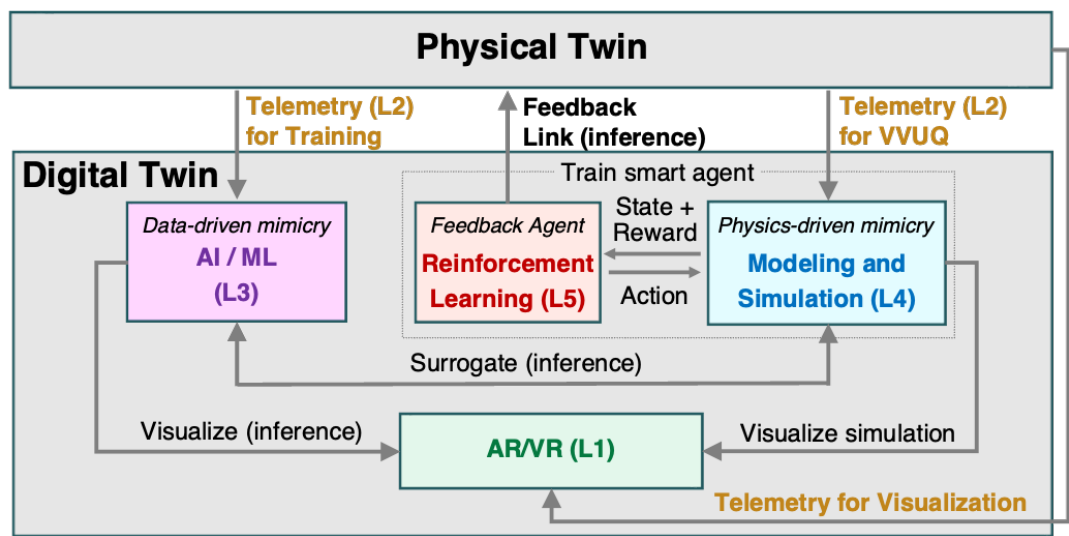 Physical Twin
Telemetry (L2)
for Training
Feedback
Link (inference)
Telemetry (L2)
for VVUQ
Digital Twin
Train smart agent
Data-driven mimicry
AI / ML
(L3)
Feedback Agent
Reinforcement
Learning (L5)
State +
Reward
Action
Physics-driven mimicry
Modeling and
Simulation (L4)
Surrogate (inference)
Visualize (inference)
AR/VR (L1)
Visualize simulation
Telemetry for Visualization